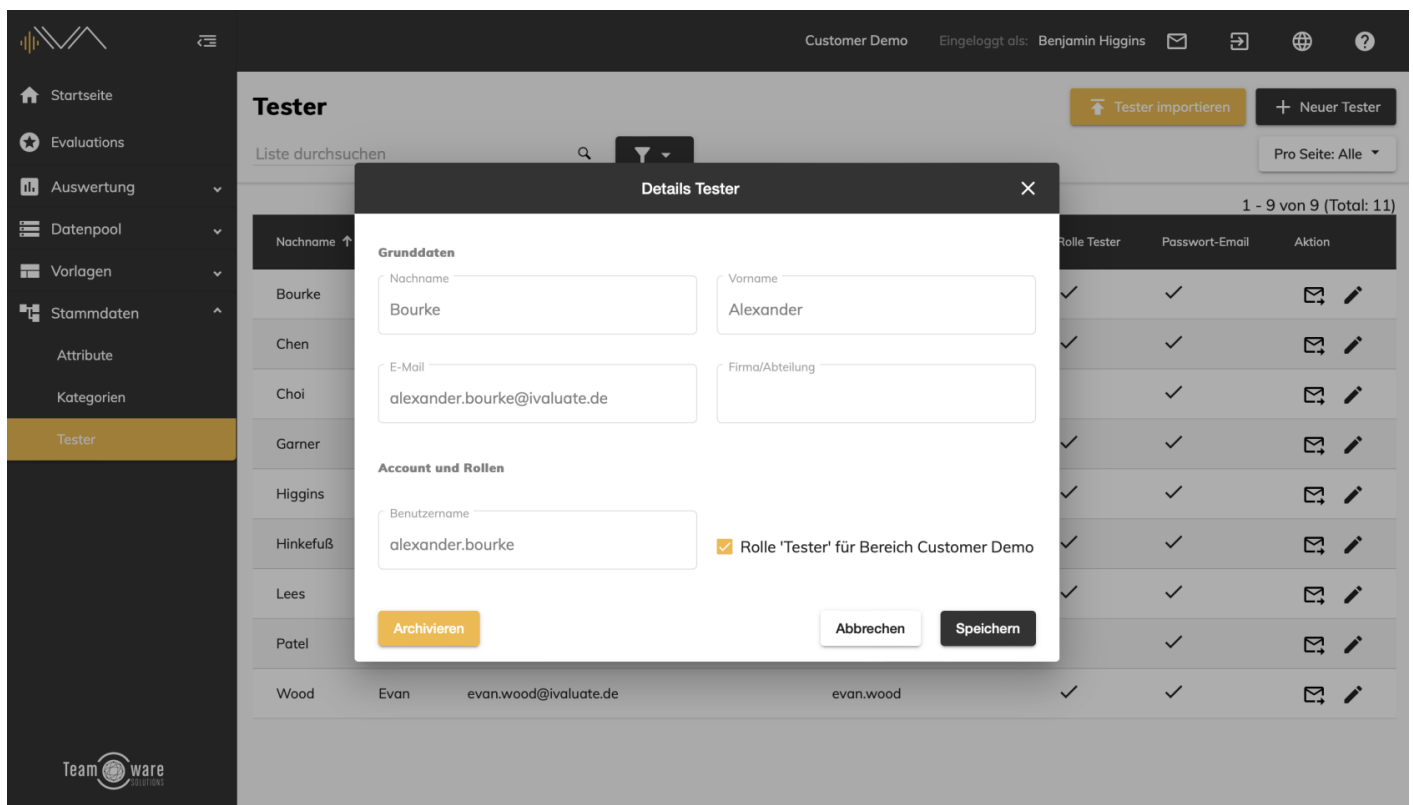 Customer Demo Eingeloggt als: Benjamin Higgins
Startseite
Evaluations
Auswertung
Datenpool
Vorlagen
Stammdaten
Attribute
Kategorien
Tester
Team ware
SOLUTIONS
Tester
Tester importieren
+ Neuer Tester
Liste durchsuchen
Pro Seite: Alle
1 - 9 von 9 (Total: 11)
Nachname Rolle Tester Passwort-Email Aktion
Bourke
Chen
Choi
Garner
Higgins
Hinkefuß
Lees
Patel
Wood Evan evan.wood@ivaluate.de evan.wood
Details Tester
Grunddaten
Nachname
Bourke
Vorname
Alexander
E-Mail
alexander.bourke@ivaluate.de
Firma/Abteilung
Account und Rollen
Benutzername
alexander.bourke
Rolle 'Tester' für Bereich Customer Demo
Archivieren
Abbrechen
Speichern